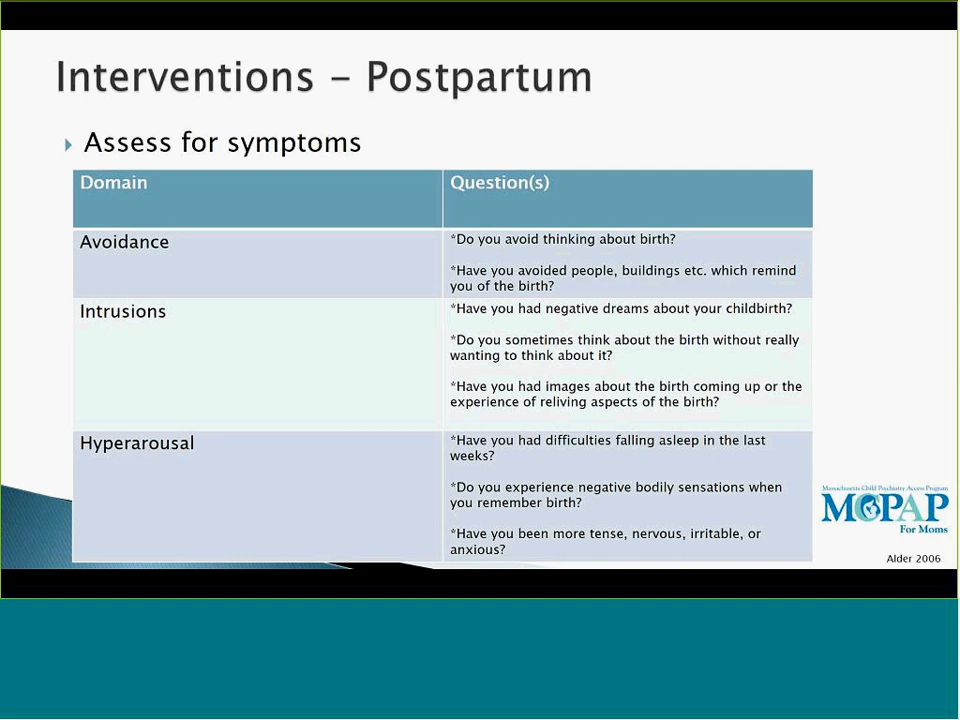 Interventions - Postpartum
Assess for symptoms
Domain
Question(s)
Avoidance
*Do you avoid thinking about birth?
*Have you avoided people, buildings etc. which remind
you of the birth?
Intrusions
*Have you had negative dreams about your childbirth?
*Do you sometimes think about the birth without really
wanting to think about it?
*Have you had images about the birth coming up or the
experience of reliving aspects of the birth?
Hyperarousal
*Have you had difficulties falling asleep in the last
weeks?
*Do you experience negative bodily sensations when
you remember birth?
*Have you been more tense, nervous, irritable, or
anxious?
Massachusetts Child Psychiatry Access Program
MCPAP
For Moms
Alder 2006